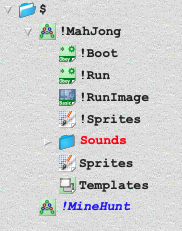 $
!MahJong
!Boot
!Run
!RunImage
!Sprites
Sounds
Sprites
Templates
!MineHunt